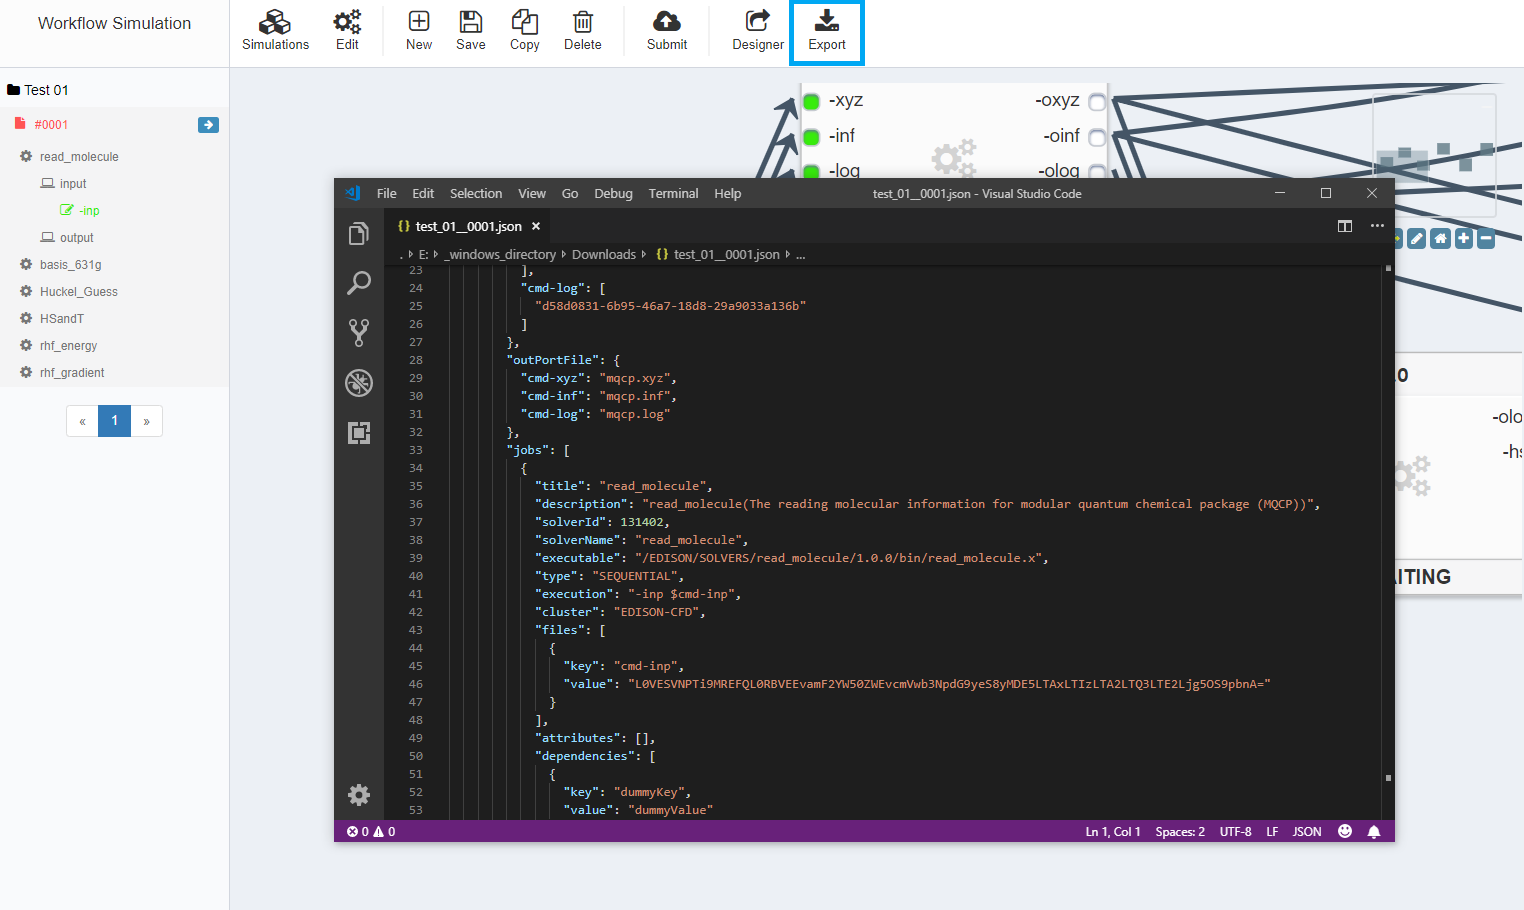 Workflow Simulation
Simulations
Edit
New
Save
Copy
Delete
Submit
Designer
Export
Test 01
#0001
read_molecule
input
-inp
output
basis_631g
Huckel_Guess
HSandT
rhf_energy
rhf_gradient
« 1 »
-xyz -oxyz
-inf -oinf
-log -olog
File Edit Selection View Go Debug Terminal Help test_01__0001.json - Visual Studio Code
{} test_01__0001.json ×
. E: _windows_directory Downloads {} test_01__0001.json ...
23 ],
24 "cmd-log": [
25 "d58d0831-6b95-46a7-18d8-29a9033a136b"
26 ]
27 },
28 "outPortFile": {
29 "cmd-xyz": "mqcp.xyz",
30 "cmd-inf": "mqcp.inf",
31 "cmd-log": "mqcp.log"
32 },
33 "jobs": [
34 {
35 "title": "read_molecule",
36 "description": "read_molecule(The reading molecular information for modular quantum chemical package (MQCP))",
37 "solverId": 131402,
38 "solverName": "read_molecule",
39 "executable": "/EDISON/SOLVERS/read_molecule/1.0.0/bin/read_molecule.x",
40 "type": "SEQUENTIAL",
41 "execution": "-inp $cmd-inp",
42 "cluster": "EDISON-CFD",
43 "files": [
44 {
45 "key": "cmd-inp",
46 "value": "L0VESVNPTi9MREFQL0RBVEEvamF2YW50ZWEvcmVwb3NpdG9yeS8yMDE5LTAxLTIzLTA2LTQ3LTE2Ljg5OS9pbnA="
47 }
48 ],
49 "attributes": [],
50 "dependencies": [
51 {
52 "key": "dummyKey",
53 "value": "dummyValue"
0 0 Ln 1, Col 1 Spaces: 2 UTF-8 LF JSON
.0
-olo
-hs
AITING